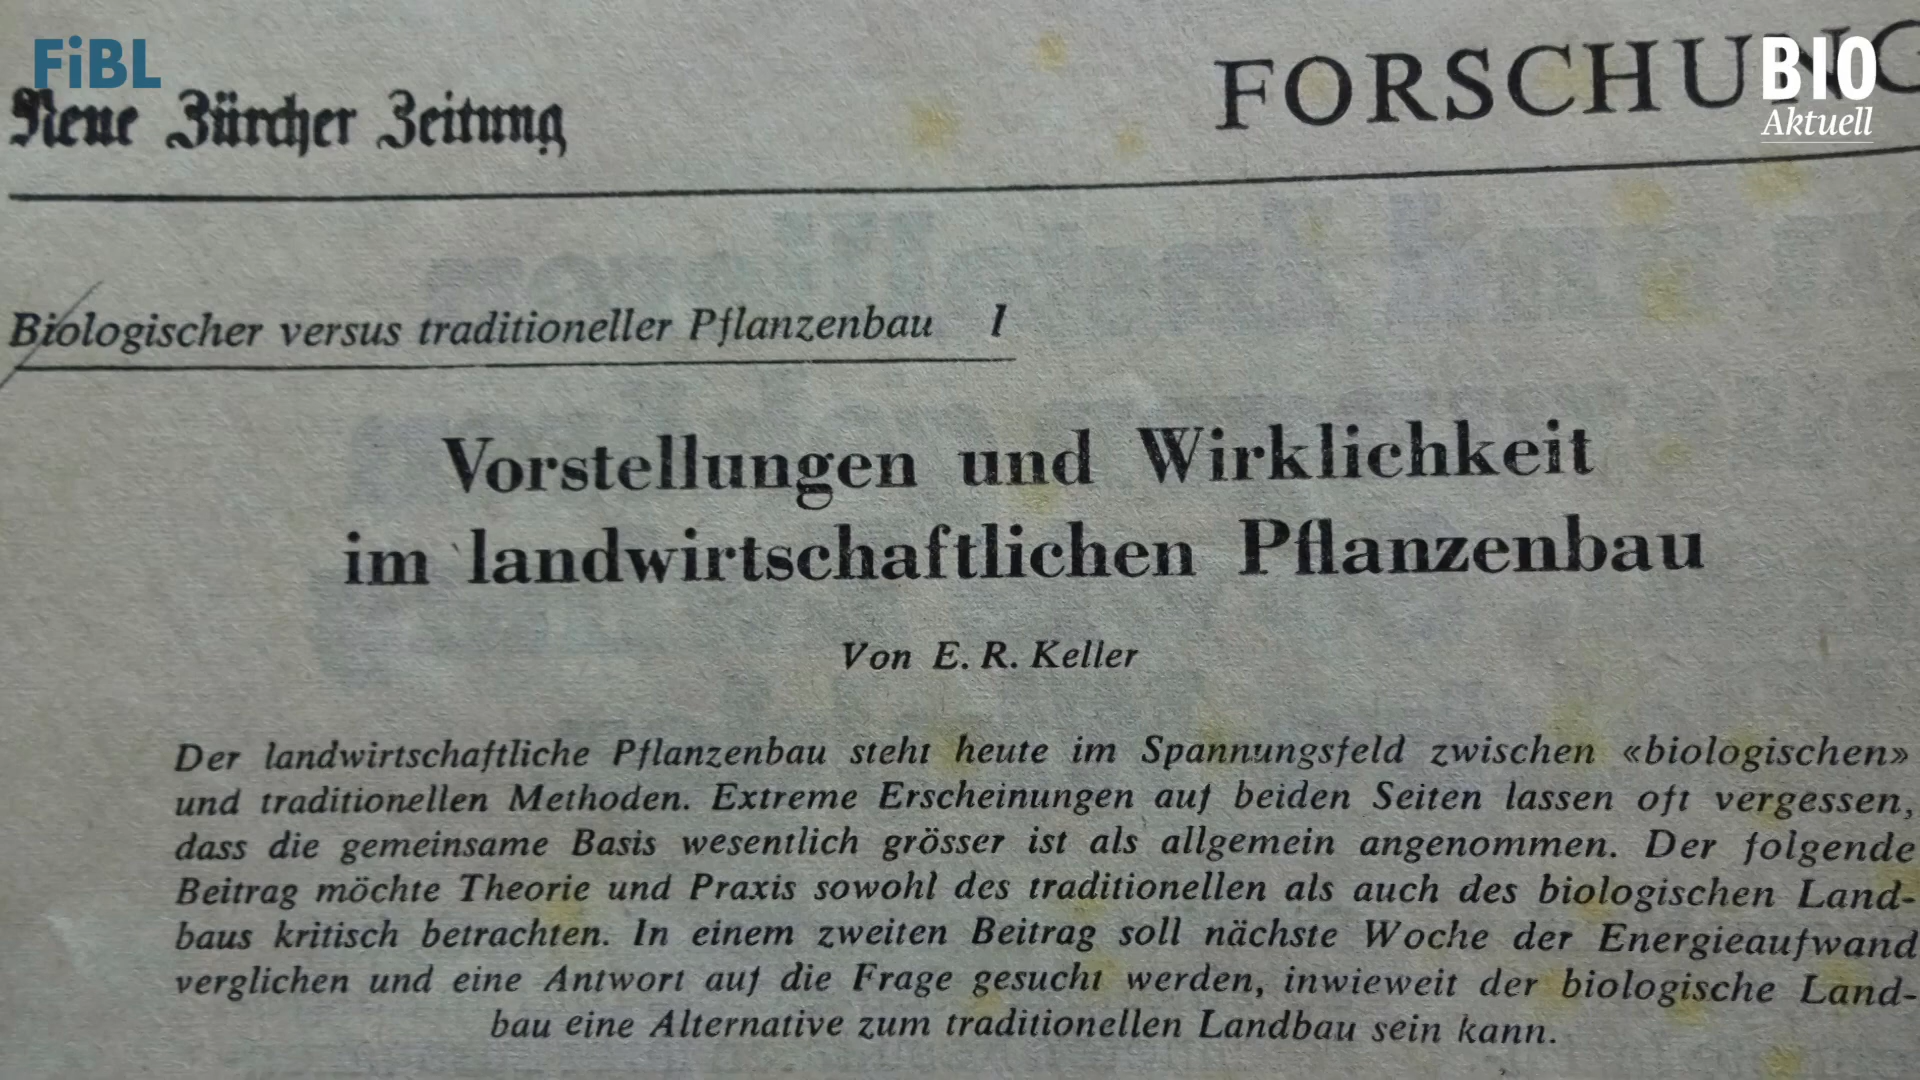 FiBL
BIO
Aktuell
Neue Zürcher Zeitung
FORSCHUNG
Biologischer versus traditioneller Pflanzenbau I
Vorstellungen und Wirklichkeit
im landwirtschaftlichen Pflanzenbau
Von E. R. Keller
Der landwirtschaftliche Pflanzenbau steht heute im Spannungsfeld zwischen «biologischen»
und traditionellen Methoden. Extreme Erscheinungen auf beiden Seiten lassen oft vergessen,
dass die gemeinsame Basis wesentlich grösser ist als allgemein angenommen. Der folgende
Beitrag möchte Theorie und Praxis sowohl des traditionellen als auch des biologischen Land-
baus kritisch betrachten. In einem zweiten Beitrag soll nächste Woche der Energieaufwand
verglichen und eine Antwort auf die Frage gesucht werden, inwieweit der biologische Land-
bau eine Alternative zum traditionellen Landbau sein kann.